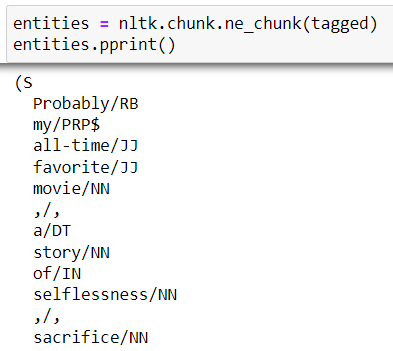 entities = nltk.chunk.ne_chunk(tagged)
entities.pprint()
(S
  Probably/RB
  my/PRP$
  all-time/JJ
  favorite/JJ
  movie/NN
  ,/,
  a/DT
  story/NN
  of/IN
  selflessness/NN
  ,/,
  sacrifice/NN